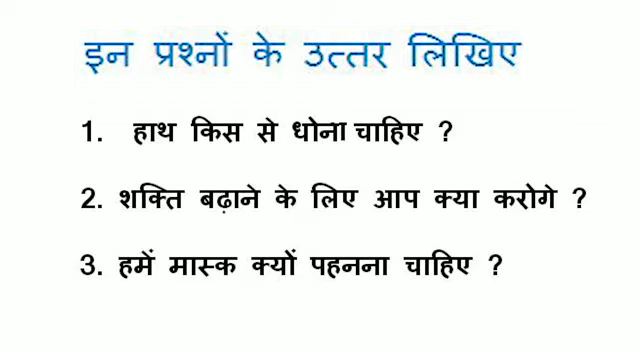 इन प्रश्नों के उत्तर लिखिए
1. हाथ किस से धोना चाहिए ?
2. शक्ति बढ़ाने के लिए आप क्या करोगे ?
3. हमें मास्क क्यों पहनना चाहिए ?